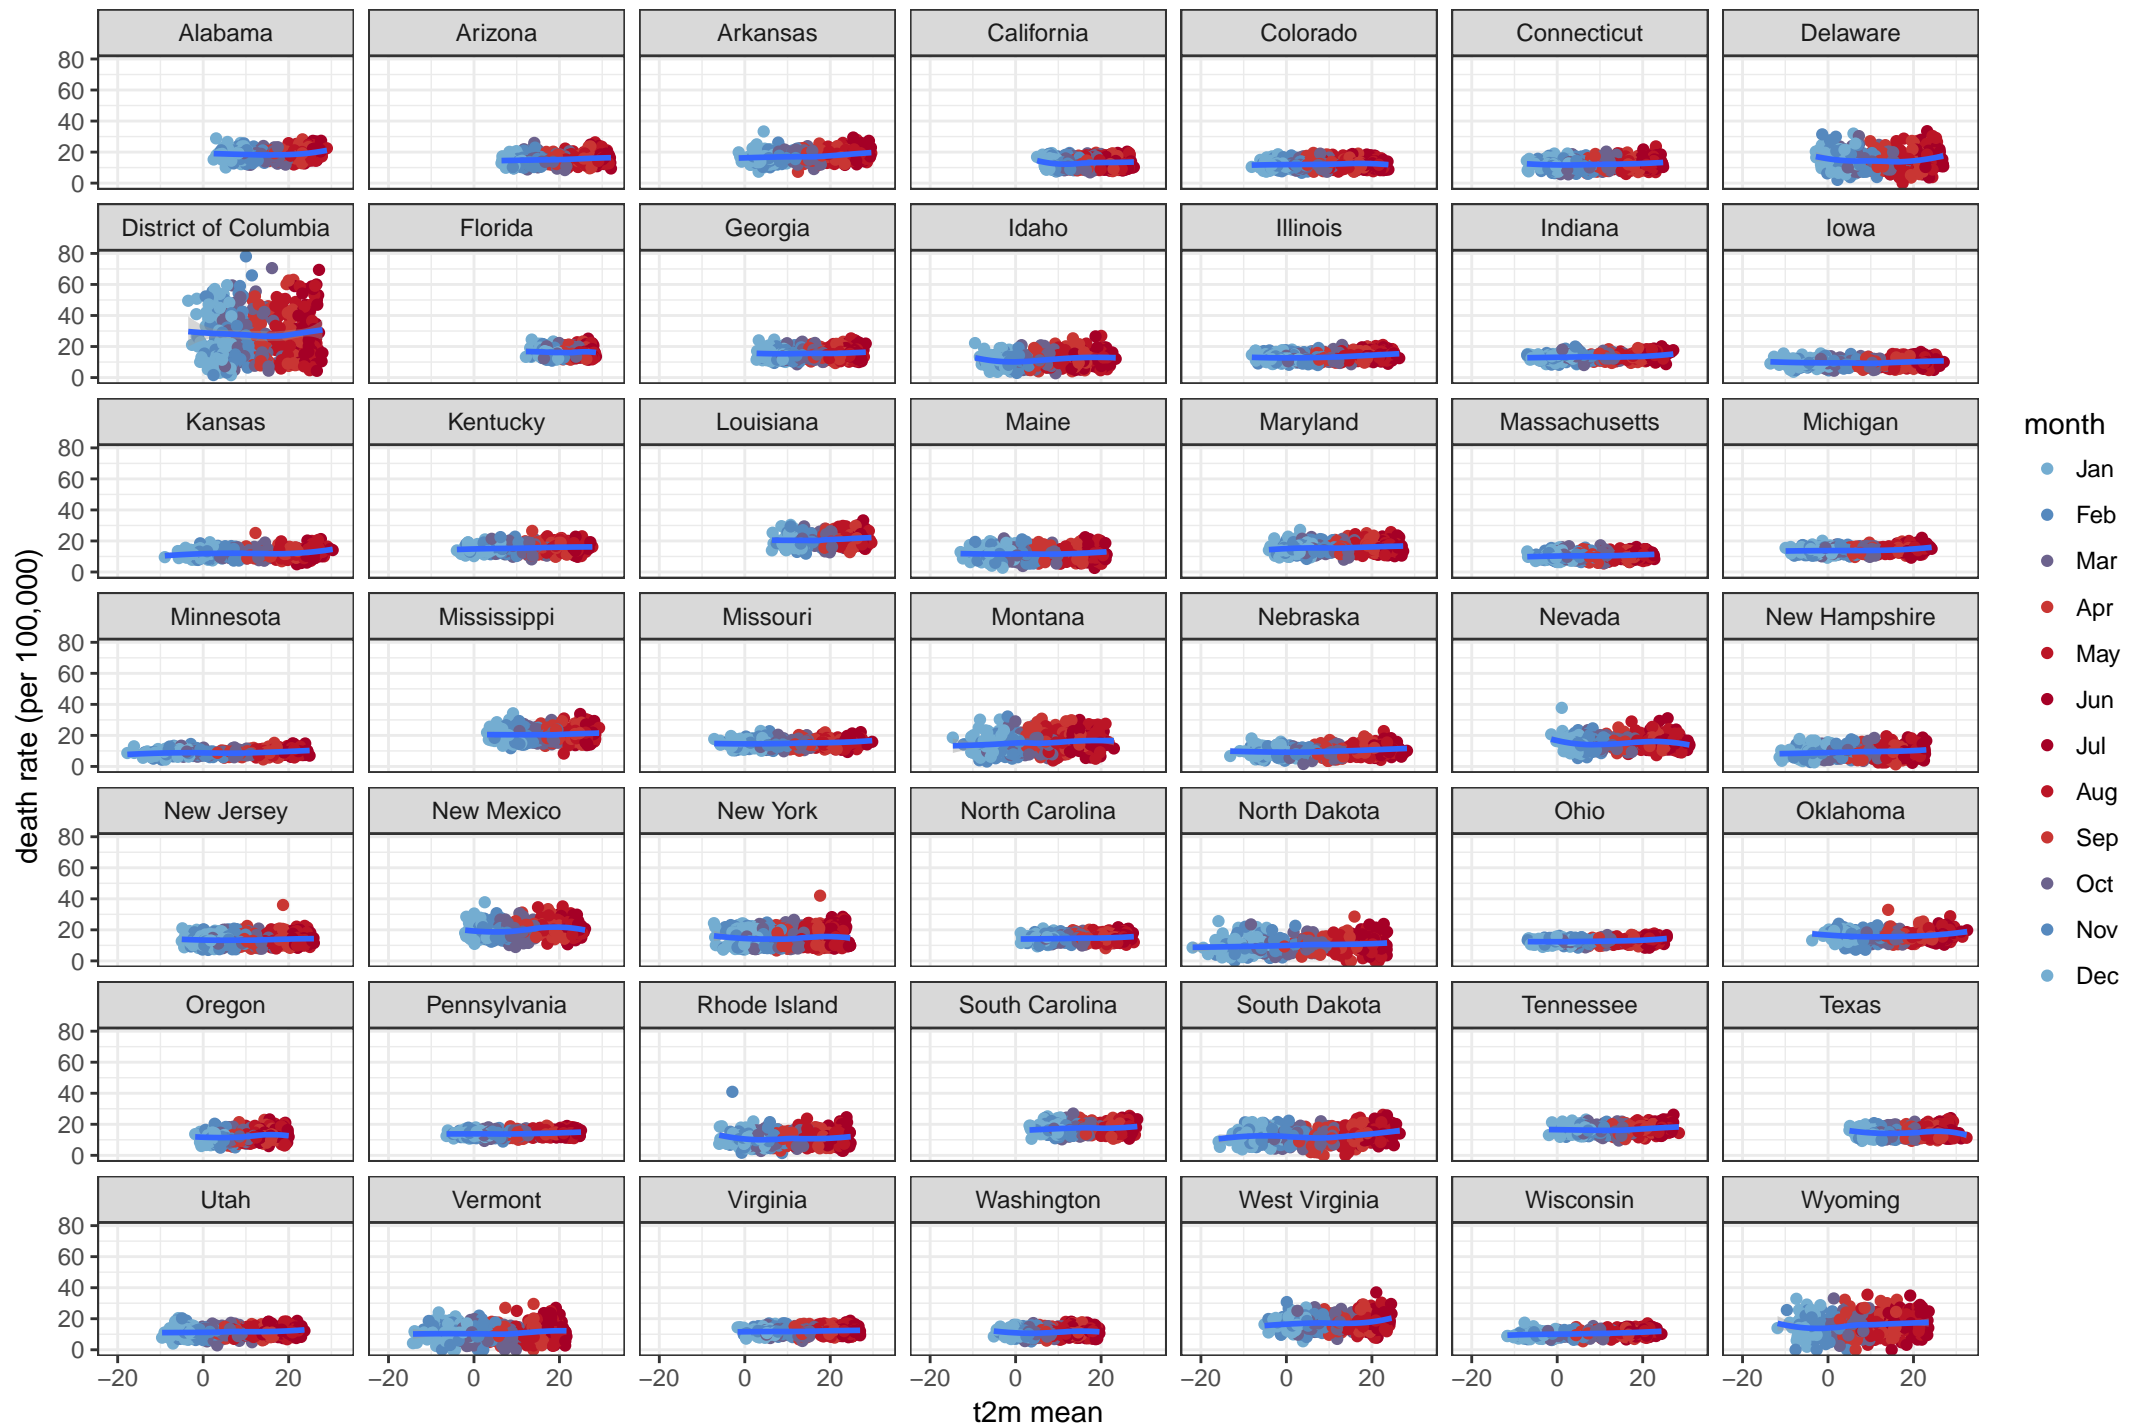 Alabama Arizona Arkansas California Colorado Connecticut Delaware
80
60
40
20
0
District of Columbia Florida Georgia Idaho Illinois Indiana Iowa
80
60
40
20
0
Kansas Kentucky Louisiana Maine Maryland Massachusetts Michigan
80
60
40
20
0
Minnesota Mississippi Missouri Montana Nebraska Nevada New Hampshire
80
60
40
20
0
New Jersey New Mexico New York North Carolina North Dakota Ohio Oklahoma
80
60
40
20
0
Oregon Pennsylvania Rhode Island South Carolina South Dakota Tennessee Texas
80
60
40
20
0
Utah Vermont Virginia Washington West Virginia Wisconsin Wyoming
80
60
40
20
0
−20 0 20 −20 0 20 −20 0 20 −20 0 20 −20 0 20 −20 0 20 −20 0 20
t2m mean
death rate (per 100,000)
month
Jan
Feb
Mar
Apr
May
Jun
Jul
Aug
Sep
Oct
Nov
Dec